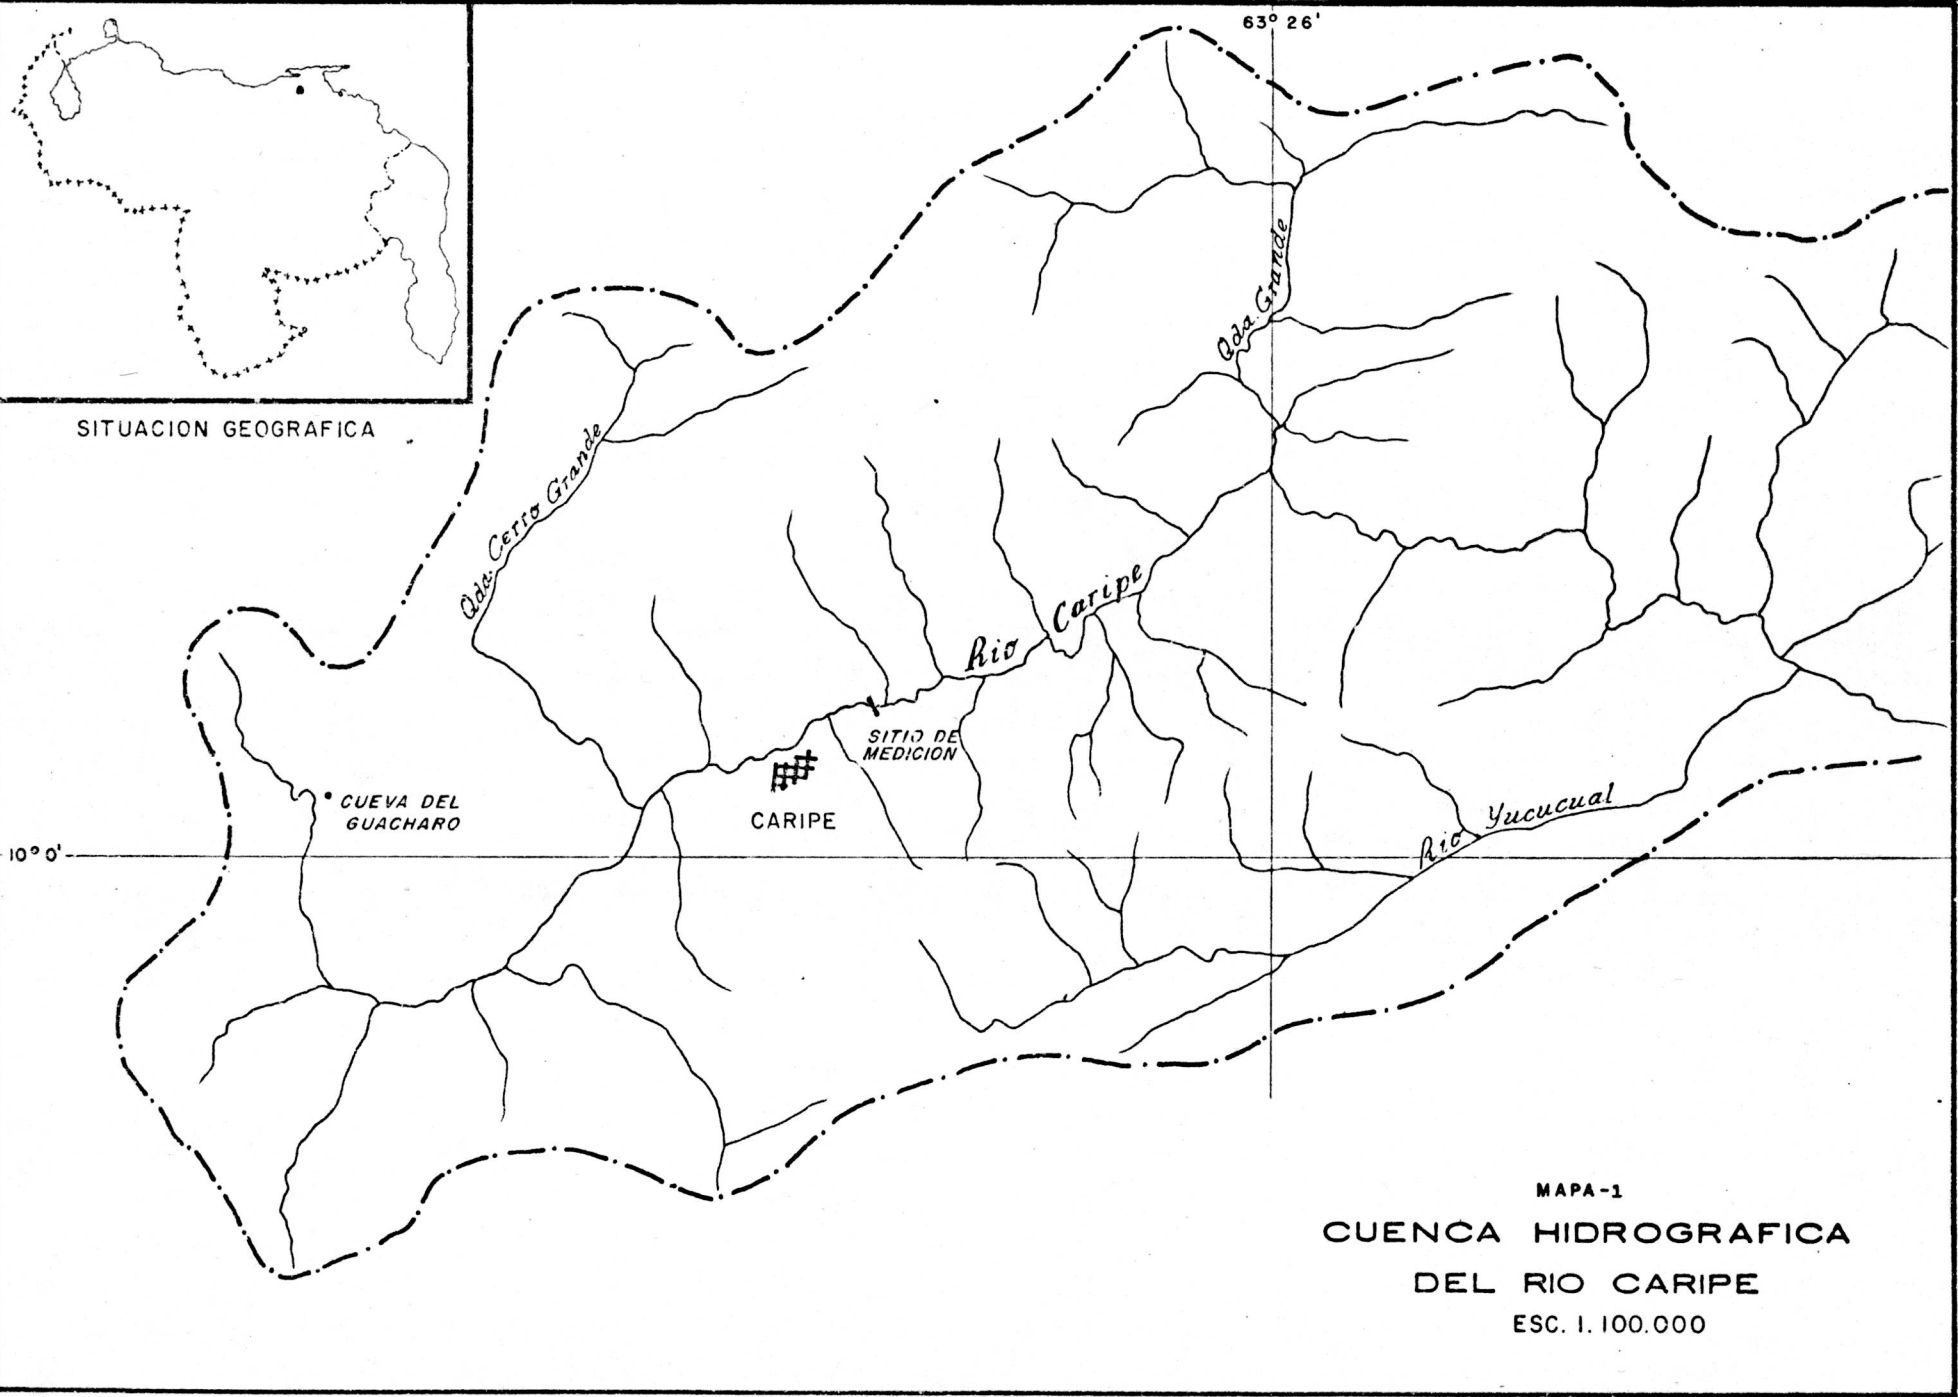 63° 26'
SITUACION GEOGRAFICA
Qda. Grande
Qda. Cerro Grande
Rio Caripe
SITIO DE
MEDICION
CUEVA DEL
GUACHARO
CARIPE
Rio Yucucual
10° 0'
MAPA-1
CUENCA HIDROGRAFICA
DEL RIO CARIPE
ESC. 1.100.000